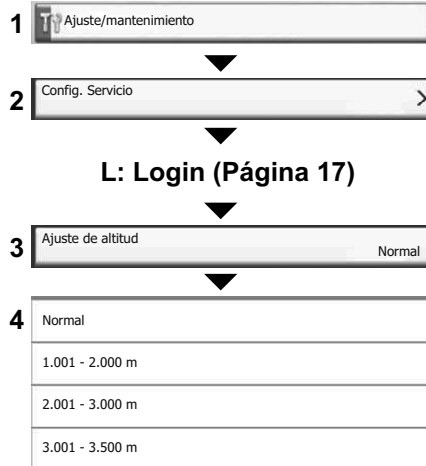 1 Ajuste/mantenimiento
2 Config. Servicio
L: Login (Página 17)
3 Ajuste de altitud
Normal
4 Normal
1.001 - 2.000 m
2.001 - 3.000 m
3.001 - 3.500 m